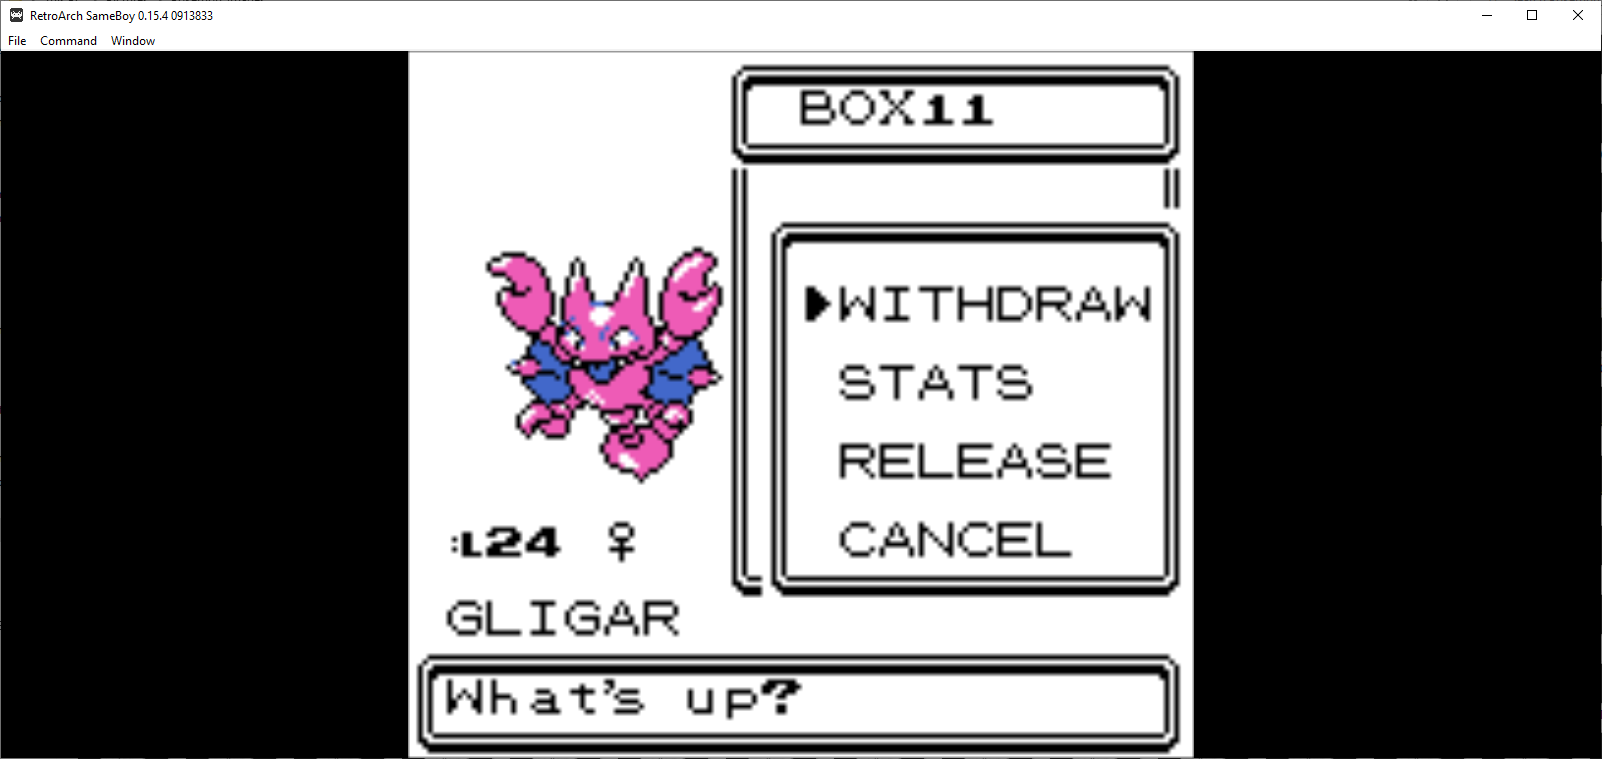 RetroArch SameBoy 0.15.4 0913833
File Command Window
BOX11
▶WITHDRAW
STATS
RELEASE
CANCEL
:L24 ♀
GLIGAR
What's up?